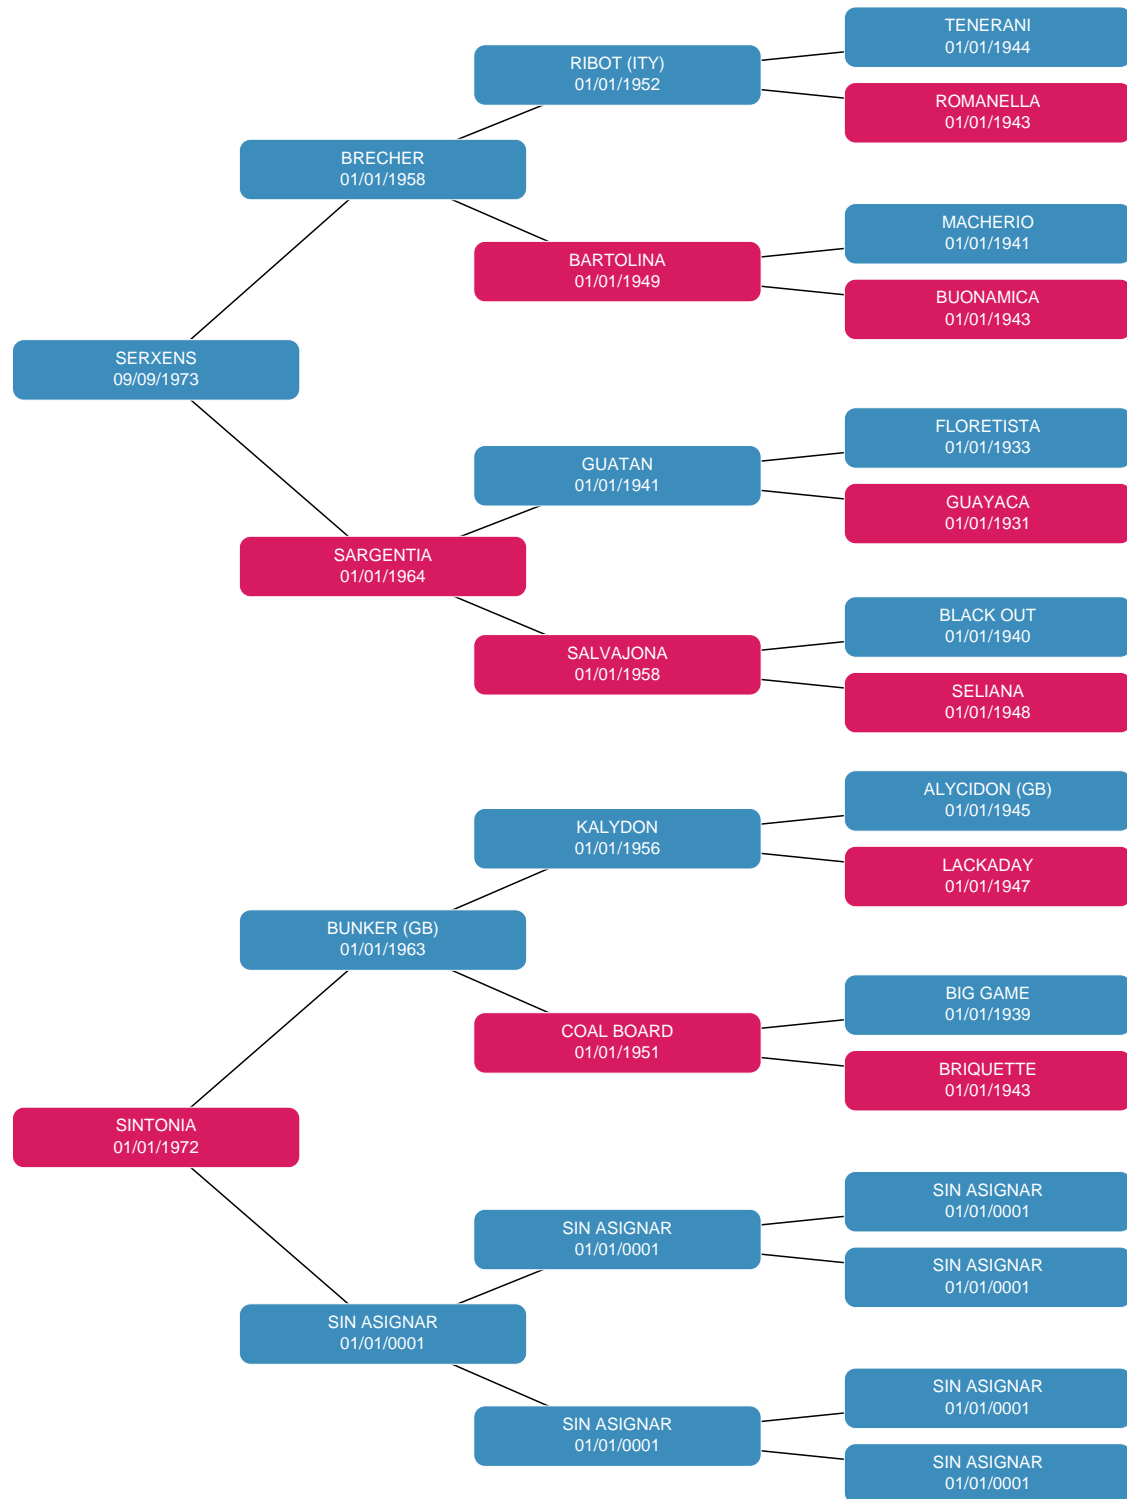 TENERANI
01/01/1944
RIBOT (ITY)
01/01/1952
ROMANELLA
01/01/1943
BRECHER
01/01/1958
MACHERIO
01/01/1941
BARTOLINA
01/01/1949
BUONAMICA
01/01/1943
SERXENS
09/09/1973
FLORETISTA
01/01/1933
GUATAN
01/01/1941
GUAYACA
01/01/1931
SARGENTIA
01/01/1964
BLACK OUT
01/01/1940
SALVAJONA
01/01/1958
SELIANA
01/01/1948
ALYCIDON (GB)
01/01/1945
KALYDON
01/01/1956
LACKADAY
01/01/1947
BUNKER (GB)
01/01/1963
BIG GAME
01/01/1939
COAL BOARD
01/01/1951
BRIQUETTE
01/01/1943
SINTONIA
01/01/1972
SIN ASIGNAR
01/01/0001
SIN ASIGNAR
01/01/0001
SIN ASIGNAR
01/01/0001
SIN ASIGNAR
01/01/0001
SIN ASIGNAR
01/01/0001
SIN ASIGNAR
01/01/0001
SIN ASIGNAR
01/01/0001